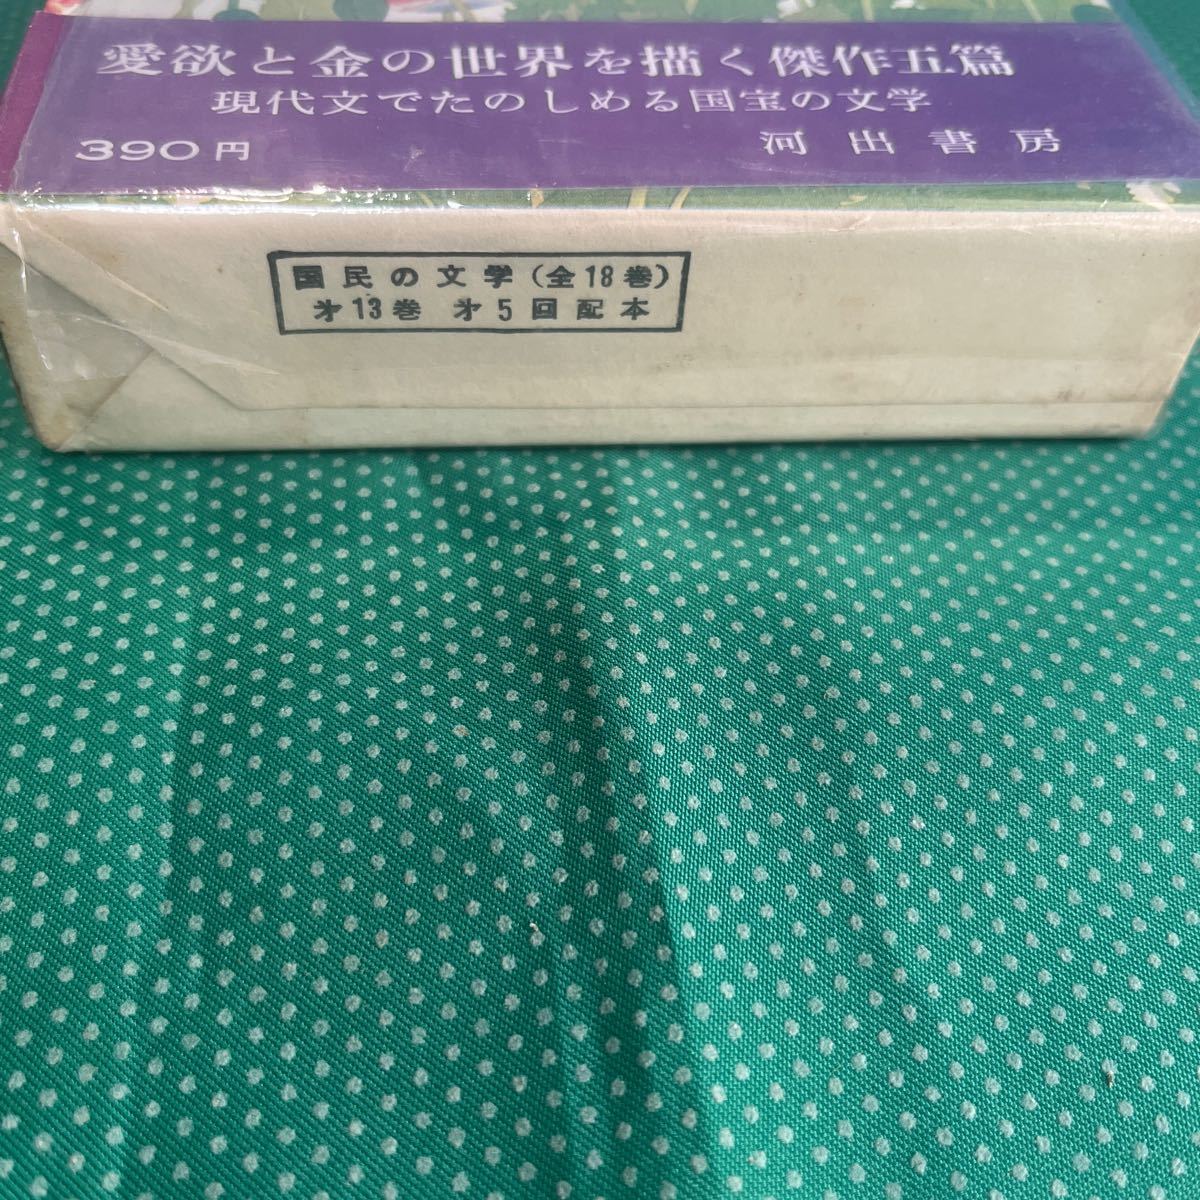 愛欲と金の世界を描く傑作五篇
現代文でたのしめる国宝の文学
390円 河出書房
国民の文学(全18巻)
㐧13巻 㐧5回配本